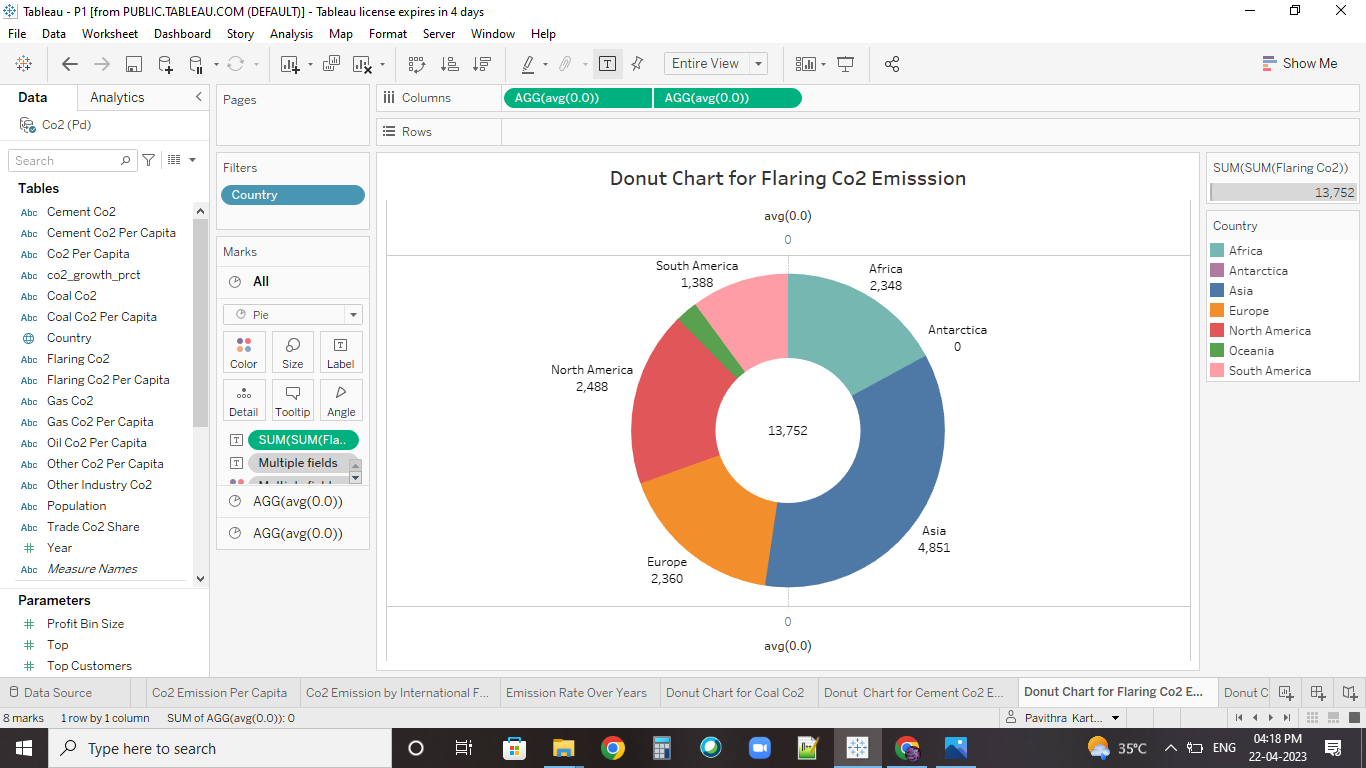 Tableau - P1 [from PUBLIC.TABLEAU.COM (DEFAULT)] - Tableau license expires in 4 days
File Data Worksheet Dashboard Story Analysis Map Format Server Window Help
Entire View
Show Me
Data Analytics
Co2 (Pd)
Search
Tables
Abc Cement Co2
Abc Cement Co2 Per Capita
Abc Co2 Per Capita
Abc co2_growth_prct
Abc Coal Co2
Abc Coal Co2 Per Capita
Country
Abc Flaring Co2
Abc Flaring Co2 Per Capita
Abc Gas Co2
Abc Gas Co2 Per Capita
Abc Oil Co2 Per Capita
Abc Other Co2 Per Capita
Abc Other Industry Co2
Abc Population
Abc Trade Co2 Share
# Year
Abc Measure Names
Parameters
# Profit Bin Size
# Top
# Top Customers
Pages
Filters
Country
Marks
All
Pie
Color Size Label
Detail Tooltip Angle
SUM(SUM(Fla..
Multiple fields
AGG(avg(0.0))
AGG(avg(0.0))
Columns AGG(avg(0.0)) AGG(avg(0.0))
Rows
Donut Chart for Flaring Co2 Emisssion
avg(0.0)
0
South America
1,388
Africa
2,348
Antarctica
0
North America
2,488
13,752
Asia
4,851
Europe
2,360
0
avg(0.0)
SUM(SUM(Flaring Co2))
13,752
Country
Africa
Antarctica
Asia
Europe
North America
Oceania
South America
Data Source Co2 Emission Per Capita Co2 Emission by International F... Emission Rate Over Years Donut Chart for Coal Co2 Donut Chart for Cement Co2 E... Donut Chart for Flaring Co2 E... Donut C
8 marks 1 row by 1 column SUM of AGG(avg(0.0)): 0 Pavithra Kart...
Type here to search
35°C ENG
04:18 PM
22-04-2023